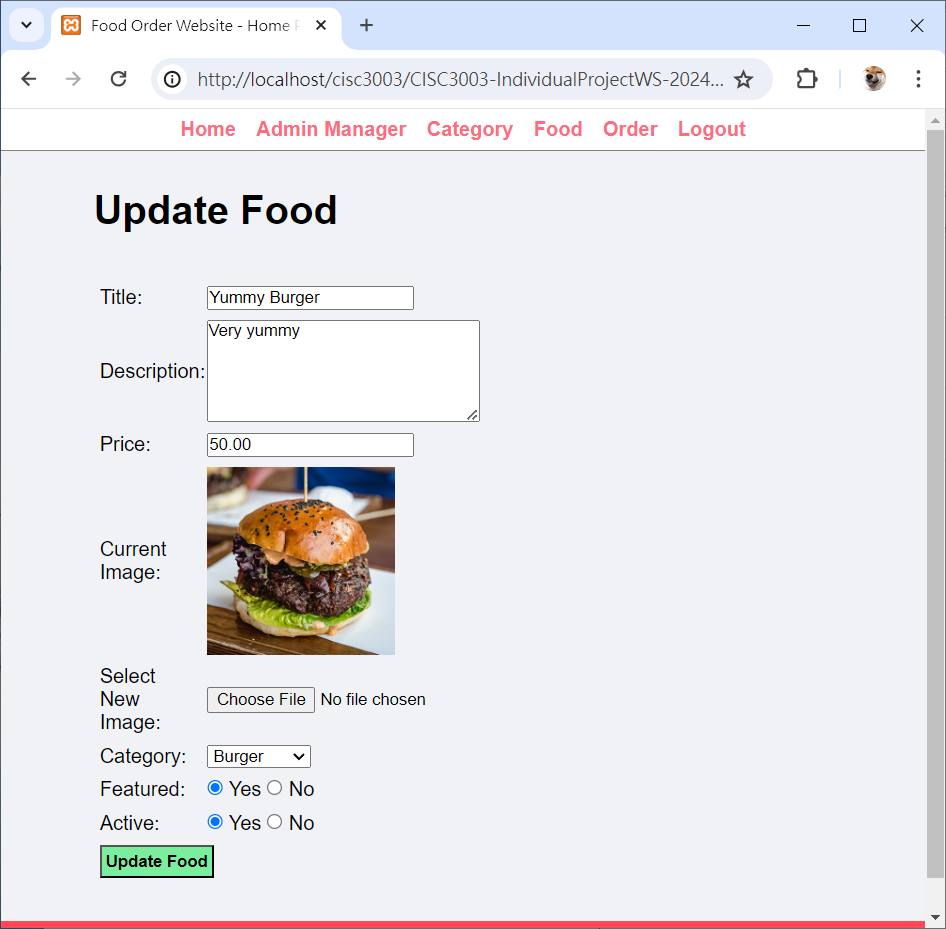 Food Order Website - Home
http://localhost/cisc3003/CISC3003-IndividualProjectWS-2024...
Home Admin Manager Category Food Order Logout
Update Food
Title: Yummy Burger
Description: Very yummy
Price: 50.00
Current
Image:
Select
New
Image:
Choose File No file chosen
Category: Burger
Featured: Yes No
Active: Yes No
Update Food